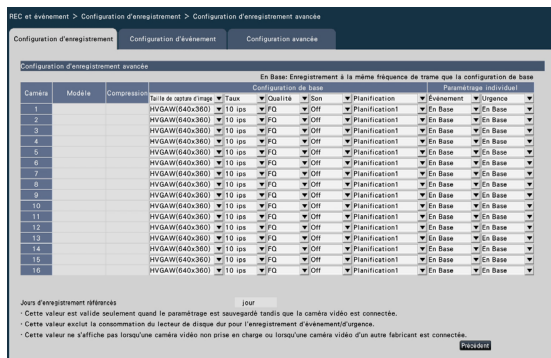 REC et événement > Configuration d'enregistrement > Configuration d'enregistrement avancée
Configuration d'enregistrement Configuration d'événement Configuration avancée
Configuration d'enregistrement avancée
En Base: Enregistrement à la même fréquence de trame que la configuration de base
Caméra Modèle Compression Configuration de base Paramétrage individuel
Taille de capture d'image Taux Qualité Son Planification Événement Urgence
1 HVGAW(640x360) 10 ips FQ Off Planification1 En Base En Base
2 HVGAW(640x360) 10 ips FQ Off Planification1 En Base En Base
3 HVGAW(640x360) 10 ips FQ Off Planification1 En Base En Base
4 HVGAW(640x360) 10 ips FQ Off Planification1 En Base En Base
5 HVGAW(640x360) 10 ips FQ Off Planification1 En Base En Base
6 HVGAW(640x360) 10 ips FQ Off Planification1 En Base En Base
7 HVGAW(640x360) 10 ips FQ Off Planification1 En Base En Base
8 HVGAW(640x360) 10 ips FQ Off Planification1 En Base En Base
9 HVGAW(640x360) 10 ips FQ Off Planification1 En Base En Base
10 HVGAW(640x360) 10 ips FQ Off Planification1 En Base En Base
11 HVGAW(640x360) 10 ips FQ Off Planification1 En Base En Base
12 HVGAW(640x360) 10 ips FQ Off Planification1 En Base En Base
13 HVGAW(640x360) 10 ips FQ Off Planification1 En Base En Base
14 HVGAW(640x360) 10 ips FQ Off Planification1 En Base En Base
15 HVGAW(640x360) 10 ips FQ Off Planification1 En Base En Base
16 HVGAW(640x360) 10 ips FQ Off Planification1 En Base En Base
Jours d'enregistrement référencés jour
· Cette valeur est valide seulement quand le paramétrage est sauvegardé tandis que la caméra vidéo est connectée.
· Cette valeur exclut la consommation du lecteur de disque dur pour l'enregistrement d'événement/d'urgence.
· Cette valeur ne s'affiche pas lorsqu'une caméra vidéo non prise en charge ou lorsqu'une caméra vidéo d'un autre fabricant est connectée.
Précédent